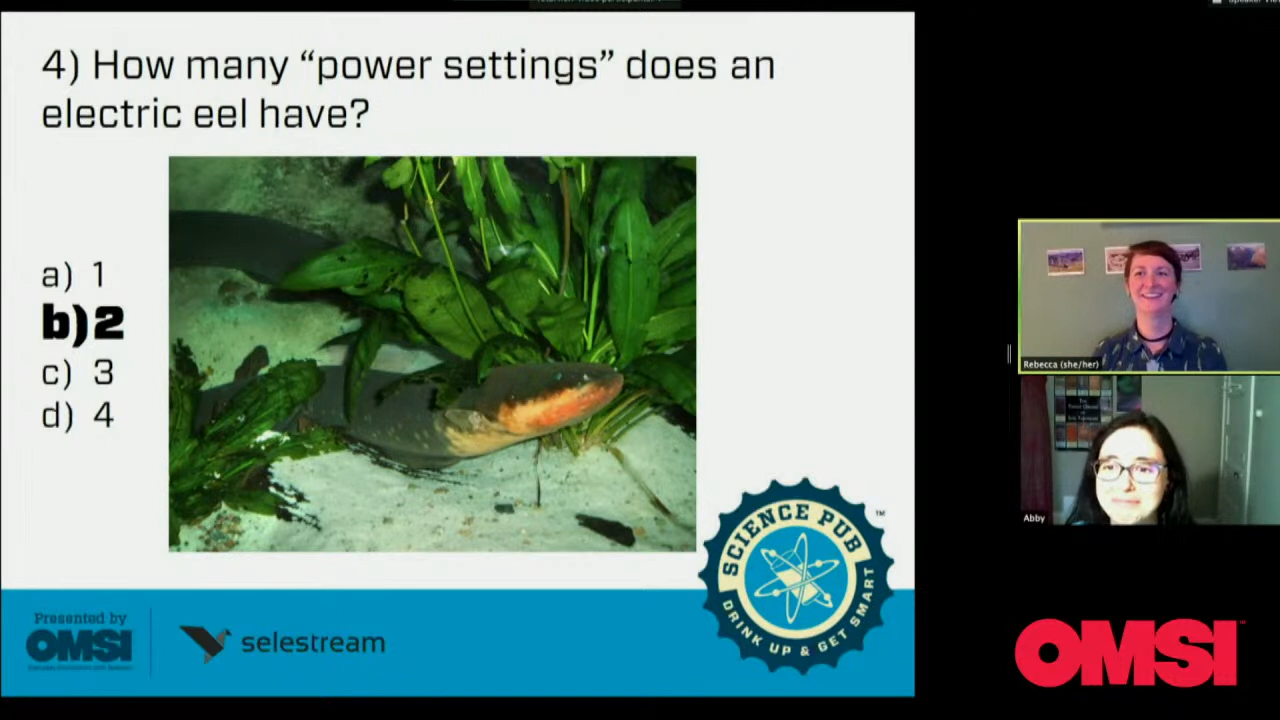 4) How many “power settings” does an
electric eel have?
a) 1
b) 2
c) 3
d) 4
SCIENCE PUB
DRINK UP & GET SMART
™
Presented by
OMSI
selestream
Rebecca (she/her)
Abby
OMSI